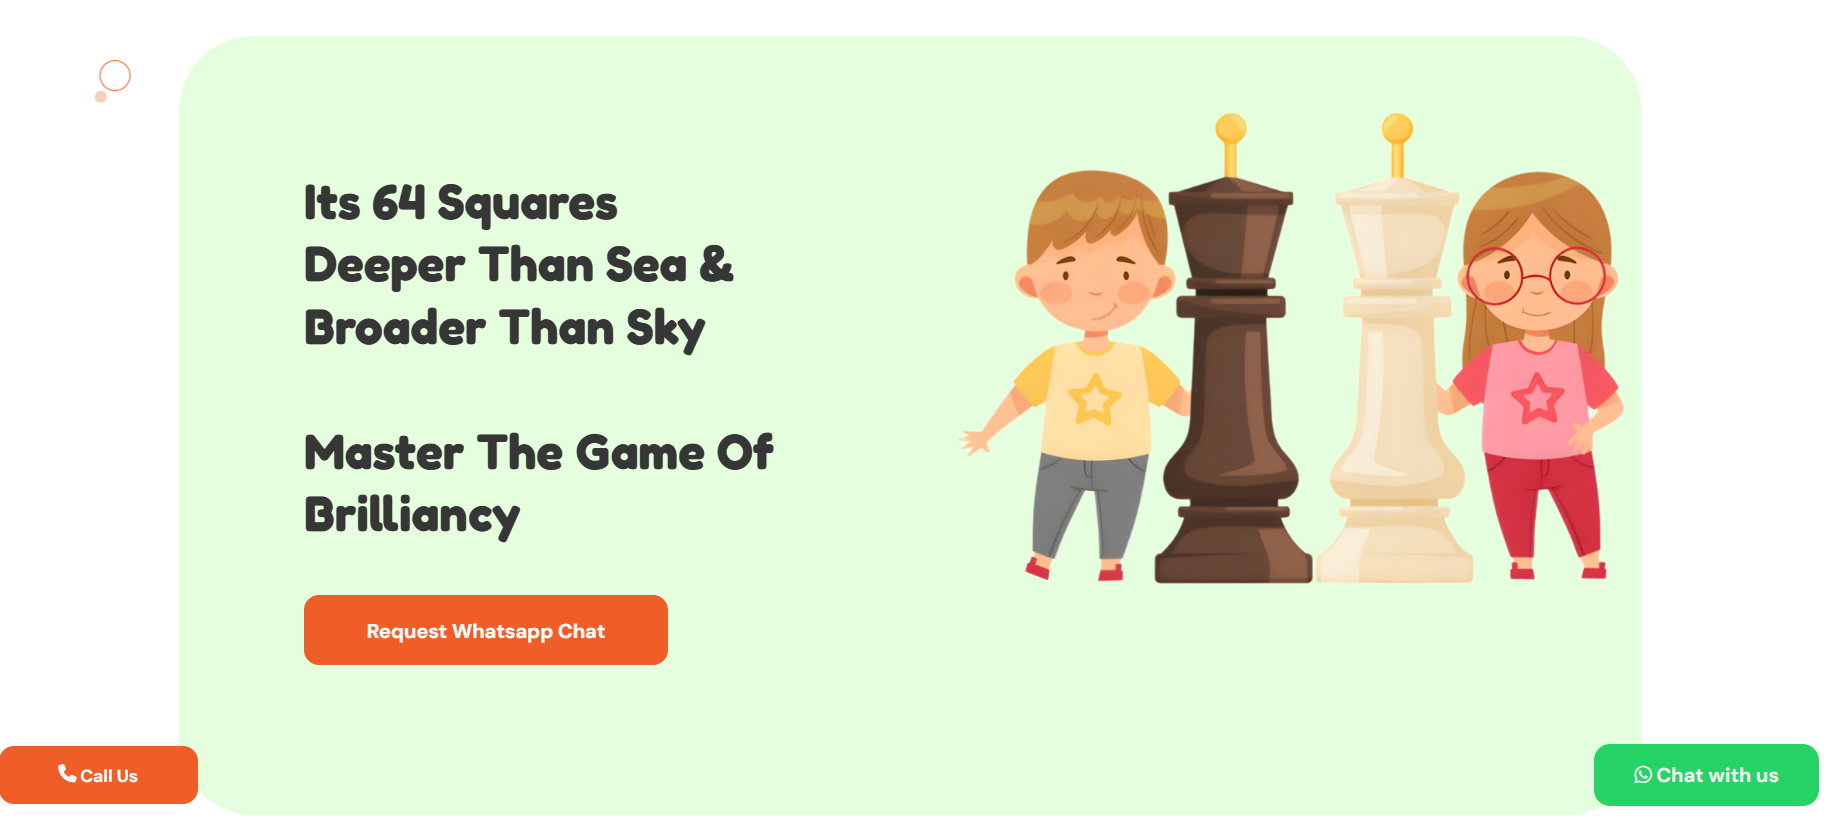 Its 64 Squares
Deeper Than Sea &
Broader Than Sky
Master The Game Of
Brilliancy
Request Whatsapp Chat
Call Us
Chat with us